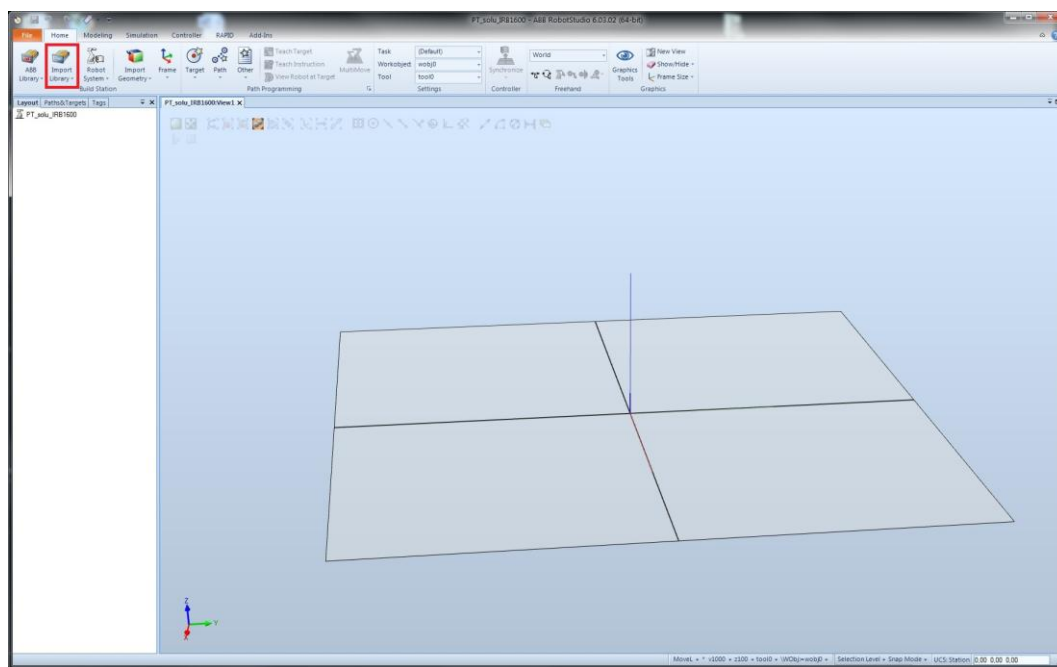 PT_solu_IRB1600 - ABB RobotStudio 6.03.02 (64-bit)
File Home Modeling Simulation Controller RAPID Add-Ins
ABB Library
Import Library
Robot System
Import Geometry
Build Station
Frame
Target
Path
Other
Teach Target
Teach Instruction
View Robot at Target
MultiMove
Path Programming
Task (Default)
Workobject wobj0
Tool tool0
Settings
Synchronize
Controller
World
Freehand
Graphics Tools
New View
Show/Hide
Frame Size
Graphics
Layout Paths&Targets Tags
PT_solu_IRB1600:View1
PT_solu_IRB1600
Z
Y
X
MoveL * v1000 z100 tool0 \WObj:=wobj0 Selection Level Snap Mode UCS: Station 0.00 0.00 0.00